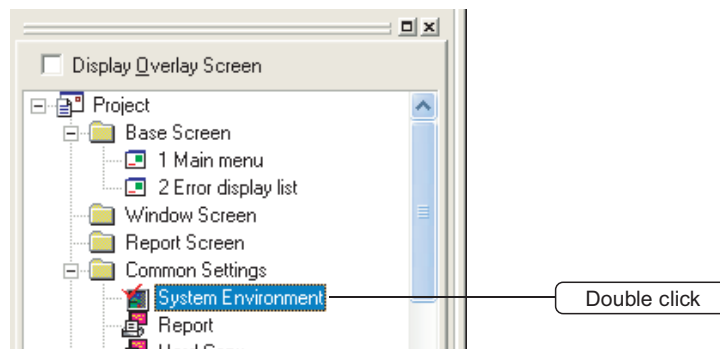 Display Overlay Screen
Project
Base Screen
1 Main menu
2 Error display list
Window Screen
Report Screen
Common Settings
System Environment
Double click
Report